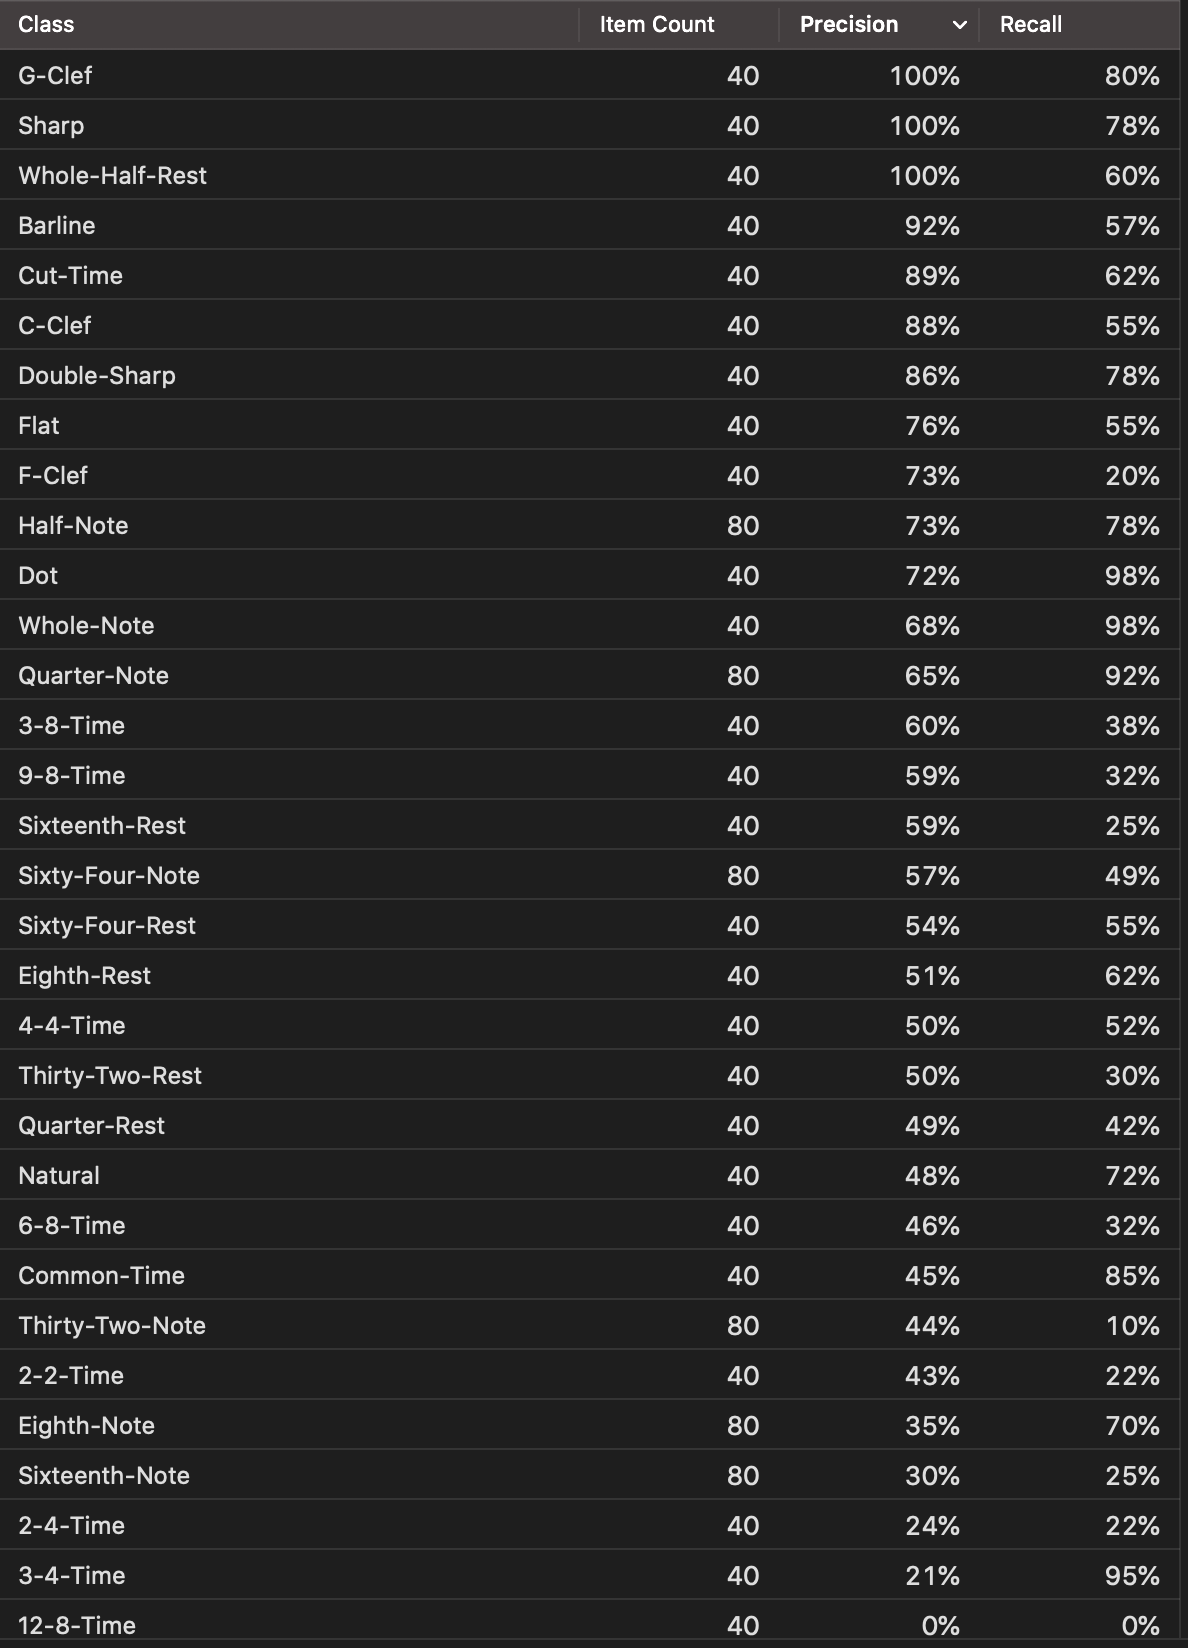 Class Item Count Precision Recall
G-Clef 40 100% 80%
Sharp 40 100% 78%
Whole-Half-Rest 40 100% 60%
Barline 40 92% 57%
Cut-Time 40 89% 62%
C-Clef 40 88% 55%
Double-Sharp 40 86% 78%
Flat 40 76% 55%
F-Clef 40 73% 20%
Half-Note 80 73% 78%
Dot 40 72% 98%
Whole-Note 40 68% 98%
Quarter-Note 80 65% 92%
3-8-Time 40 60% 38%
9-8-Time 40 59% 32%
Sixteenth-Rest 40 59% 25%
Sixty-Four-Note 80 57% 49%
Sixty-Four-Rest 40 54% 55%
Eighth-Rest 40 51% 62%
4-4-Time 40 50% 52%
Thirty-Two-Rest 40 50% 30%
Quarter-Rest 40 49% 42%
Natural 40 48% 72%
6-8-Time 40 46% 32%
Common-Time 40 45% 85%
Thirty-Two-Note 80 44% 10%
2-2-Time 40 43% 22%
Eighth-Note 80 35% 70%
Sixteenth-Note 80 30% 25%
2-4-Time 40 24% 22%
3-4-Time 40 21% 95%
12-8-Time 40 0% 0%